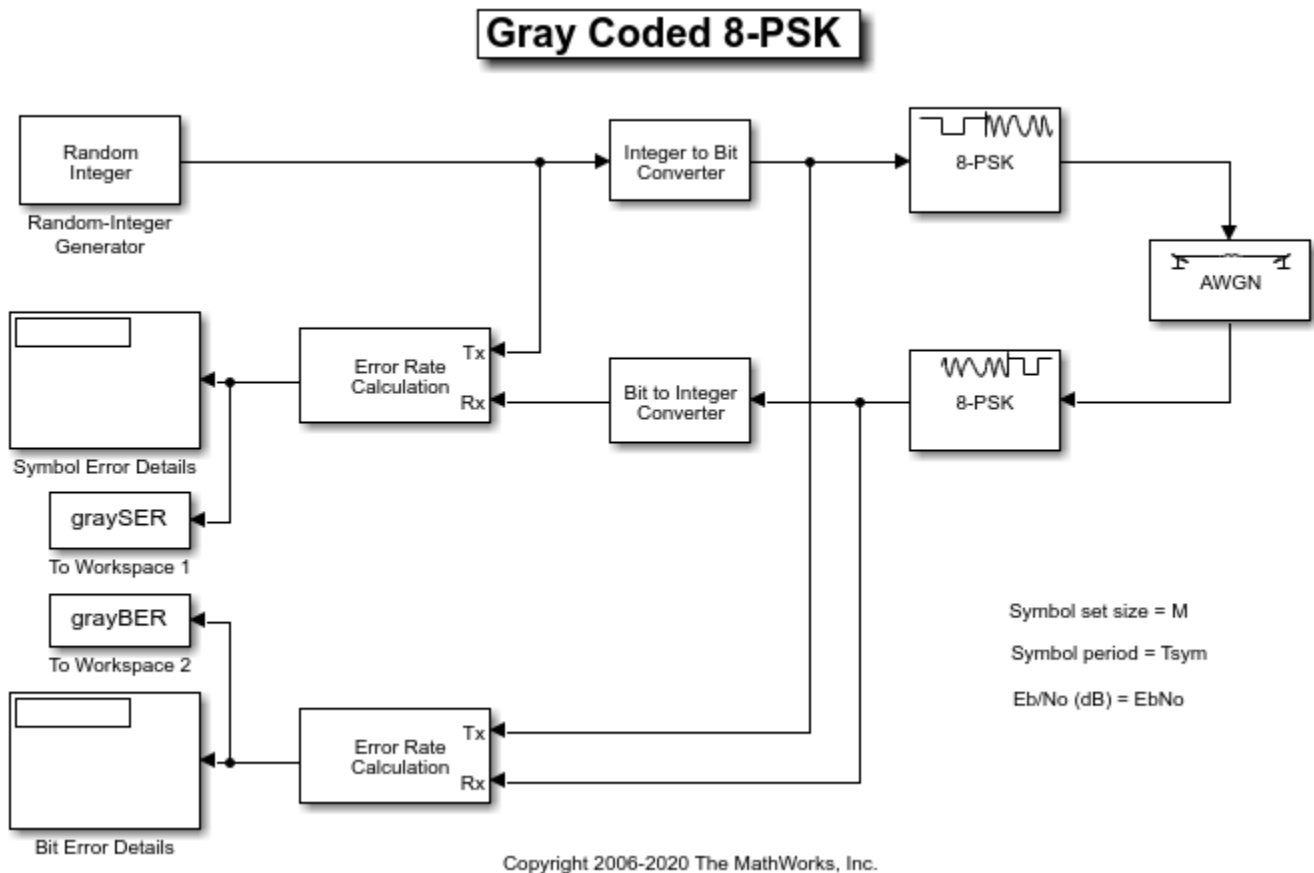 Gray Coded 8-PSK
Random
Integer
Random-Integer
Generator
Integer to Bit
Converter
8-PSK
AWGN
Symbol Error Details
Error Rate
Calculation
Tx
Rx
Bit to Integer
Converter
8-PSK
graySER
To Workspace 1
grayBER
To Workspace 2
Bit Error Details
Error Rate
Calculation
Tx
Rx
Symbol set size = M
Symbol period = Tsym
Eb/No (dB) = EbNo
Copyright 2006-2020 The MathWorks, Inc.